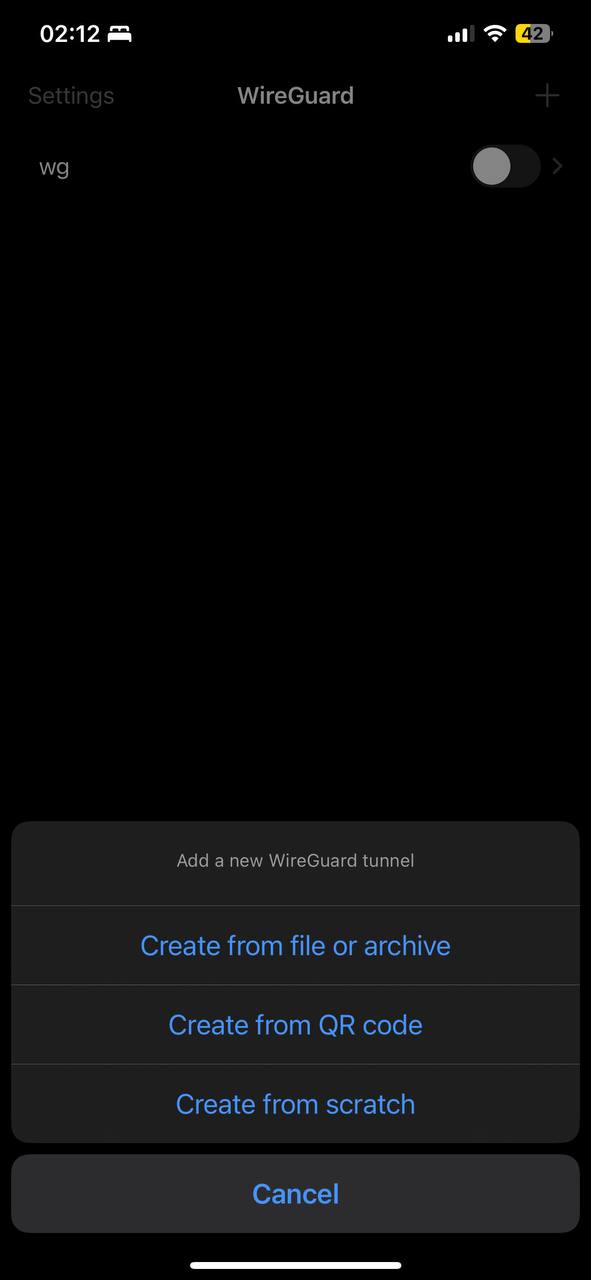 02:12
42
Settings
WireGuard
wg
Add a new WireGuard tunnel
Create from file or archive
Create from QR code
Create from scratch
Cancel